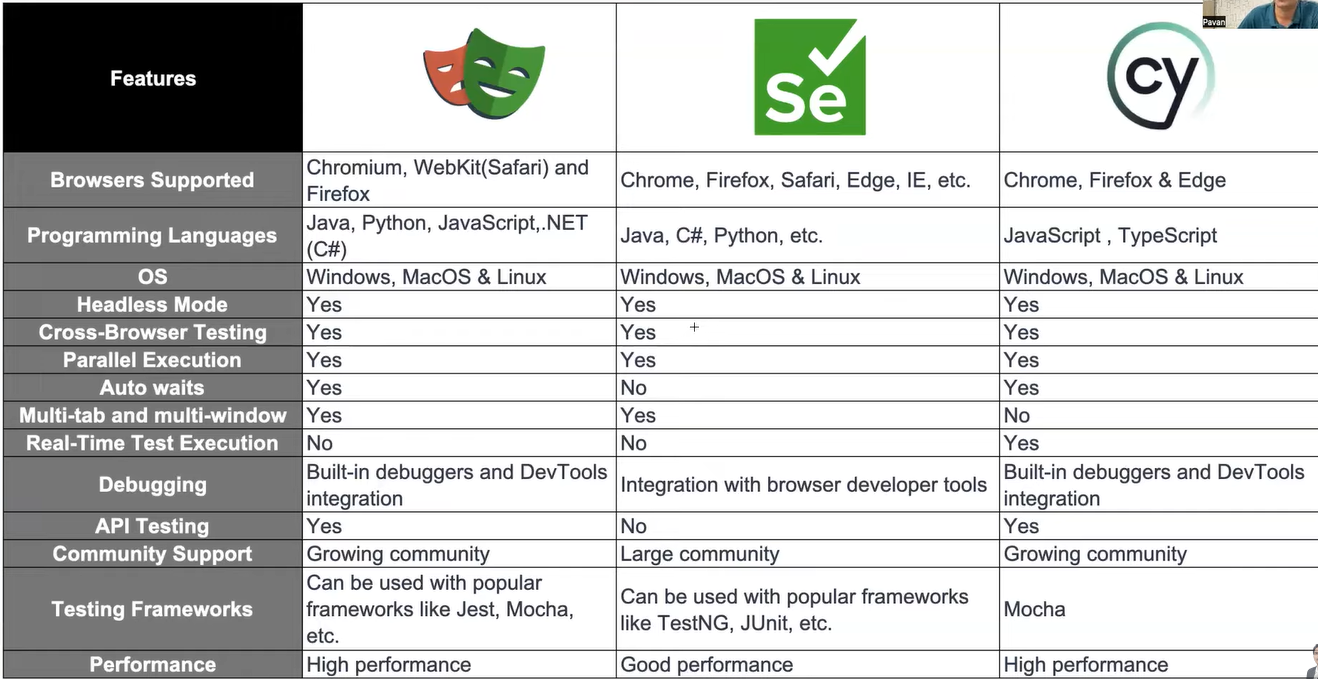 Pavan
Features
Se
cy
Browsers Supported
Chromium, WebKit(Safari) and
Firefox
Chrome, Firefox, Safari, Edge, IE, etc.
Chrome, Firefox & Edge
Programming Languages
Java, Python, JavaScript,.NET
(C#)
Java, C#, Python, etc.
JavaScript , TypeScript
OS
Windows, MacOS & Linux
Windows, MacOS & Linux
Windows, MacOS & Linux
Headless Mode
Yes
Yes
Yes
Cross-Browser Testing
Yes
Yes
Yes
Parallel Execution
Yes
Yes
Yes
Auto waits
Yes
No
Yes
Multi-tab and multi-window
Yes
Yes
No
Real-Time Test Execution
No
No
Yes
Debugging
Built-in debuggers and DevTools
integration
Integration with browser developer tools
Built-in debuggers and DevTools
integration
API Testing
Yes
No
Yes
Community Support
Growing community
Large community
Growing community
Testing Frameworks
Can be used with popular
frameworks like Jest, Mocha,
etc.
Can be used with popular frameworks
like TestNG, JUnit, etc.
Mocha
Performance
High performance
Good performance
High performance